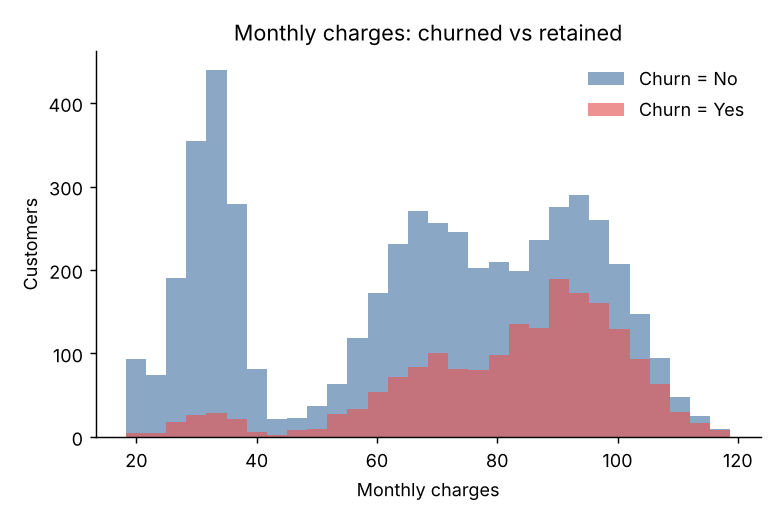 Monthly charges: churned vs retained
Churn = No
Churn = Yes
Customers
400
300
200
100
0
20 40 60 80 100 120
Monthly charges